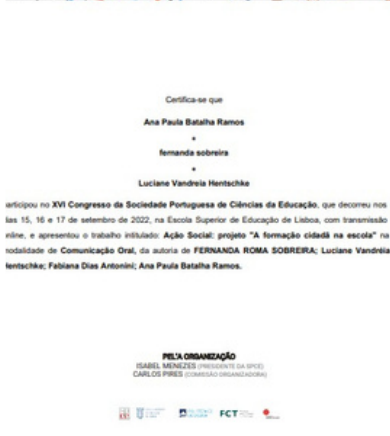 Certifica-se que
Ana Paula Batalha Ramos
*
fernanda sobreira
*
Luciane Vandreia Hentschke
articipou no XVI Congresso da Sociedade Portuguesa de Ciências da Educação, que decorreu nos
ias 15, 16 e 17 de setembro de 2022, na Escola Superior de Educação de Lisboa, com transmissão
nline, e apresentou o trabalho intitulado: Ação Social: projeto "A formação cidadã na escola" na
modalidade de Comunicação Oral, da autoria de FERNANDA ROMA SOBREIRA; Luciane Vandréia
Hentschke; Fabiana Dias Antonini; Ana Paula Batalha Ramos.
PEL'A ORGANIZAÇÃO
ISABEL MENEZES (PRESIDENTE DA SPCE)
CARLOS PIRES (COMISSÃO ORGANIZADORA)
FCT